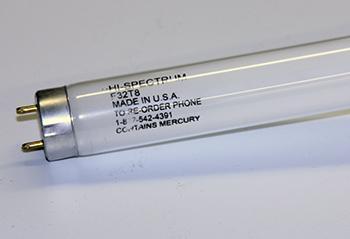 HI-SPECTRUM
F32T8
MADE IN U.S.A.
TO RE-ORDER PHONE
CONTAINS MERCURY